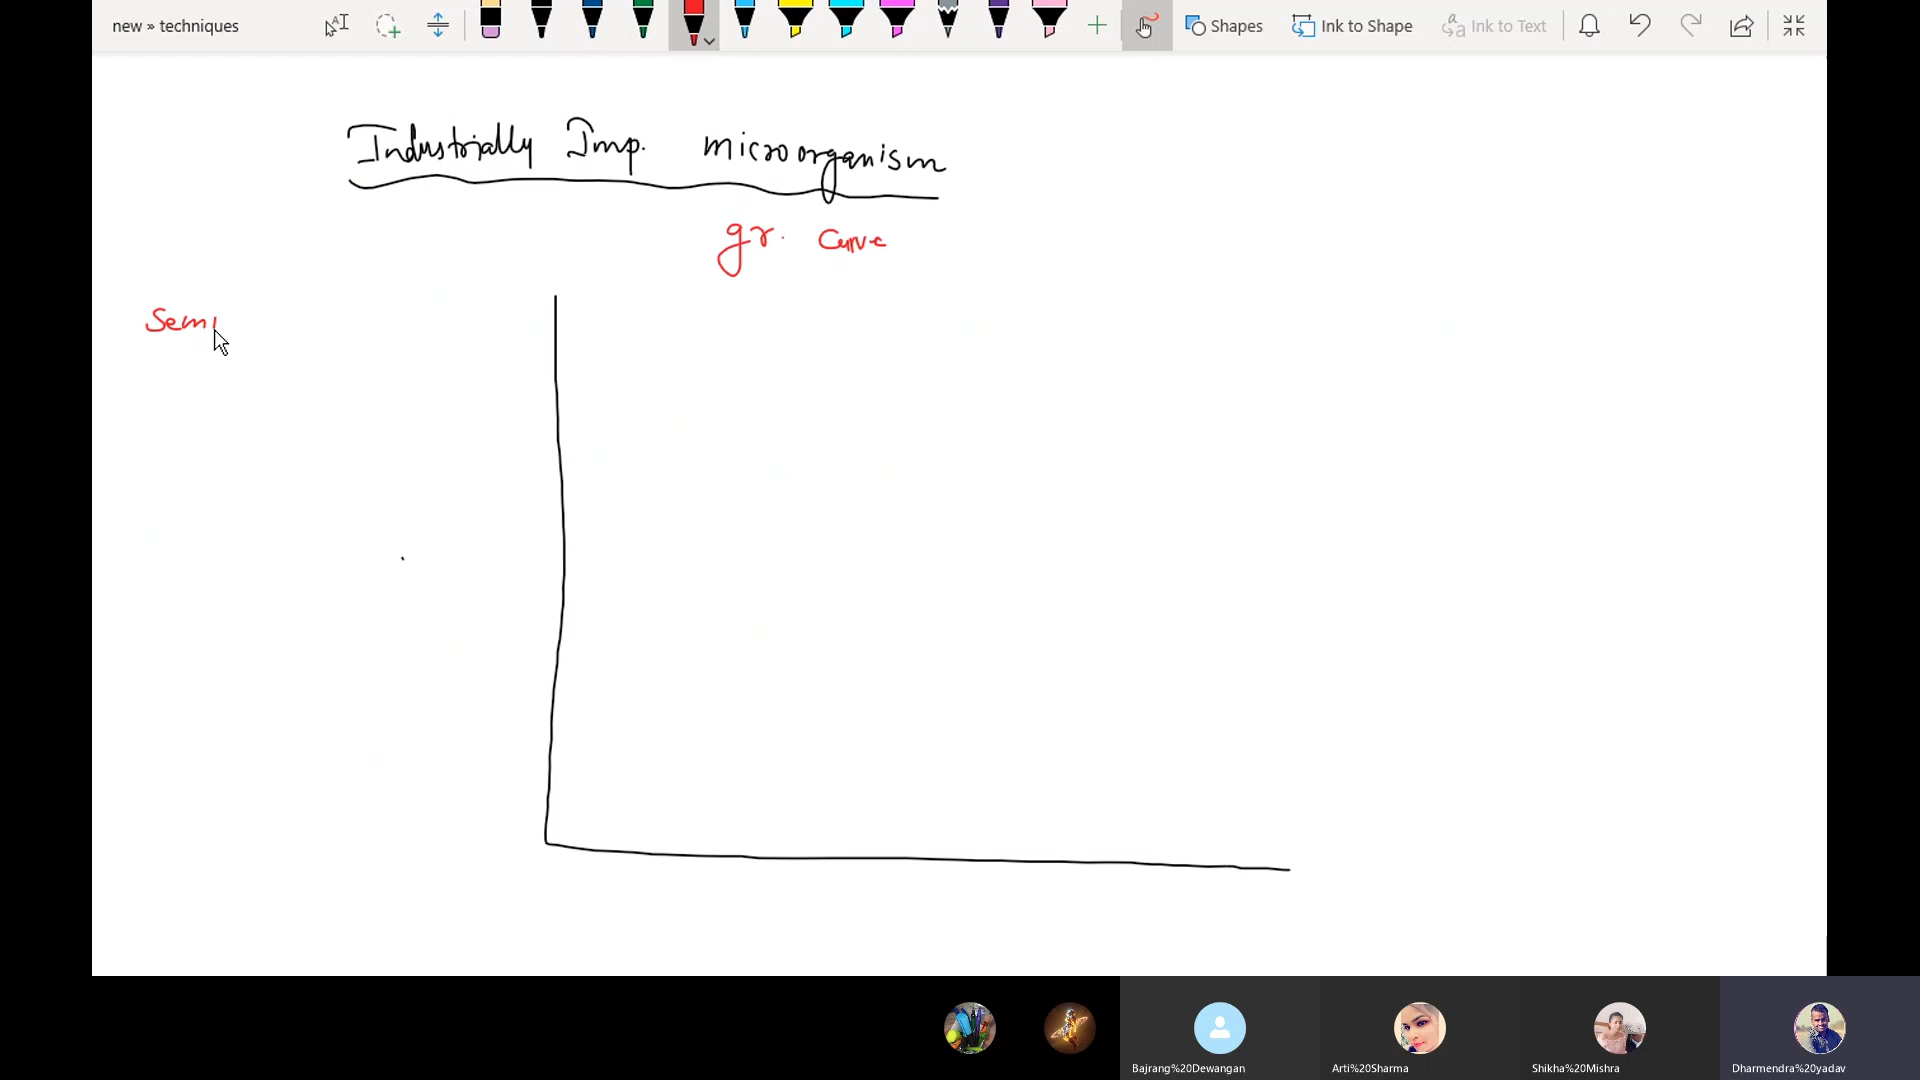 new » techniques
Shapes
Ink to Shape
Ink to Text
Industrially Imp. microorganism
gr. Curve
Semi
Bajrang%20Dewangan
Arti%20Sharma
Shikha%20Mishra
Dharmendra%20yadav